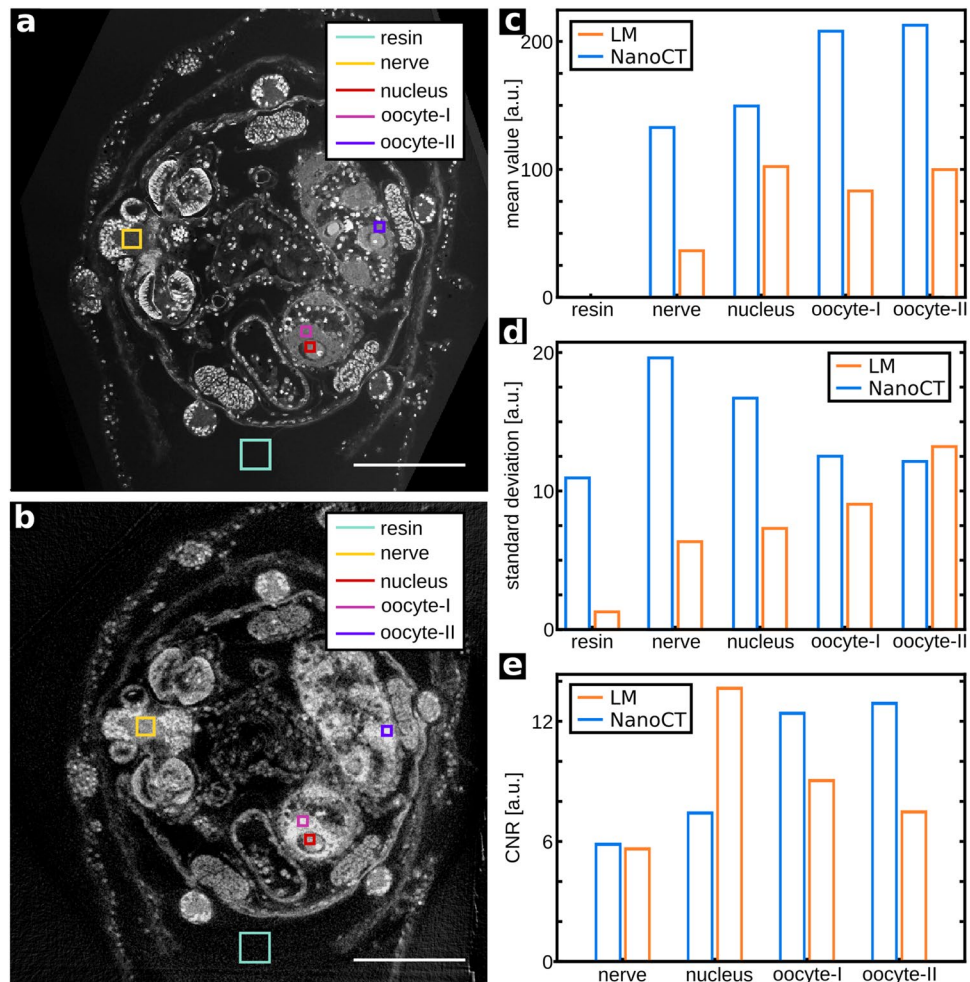 a
resin
nerve
nucleus
oocyte-I
oocyte-II
b
resin
nerve
nucleus
oocyte-I
oocyte-II
c
LM
NanoCT
mean value [a.u.]
200
100
0
resin nerve nucleus oocyte-I oocyte-II
d
LM
NanoCT
standard deviation [a.u.]
20
10
0
resin nerve nucleus oocyte-I oocyte-II
e
LM
NanoCT
CNR [a.u.]
12
6
0
nerve nucleus oocyte-I oocyte-II